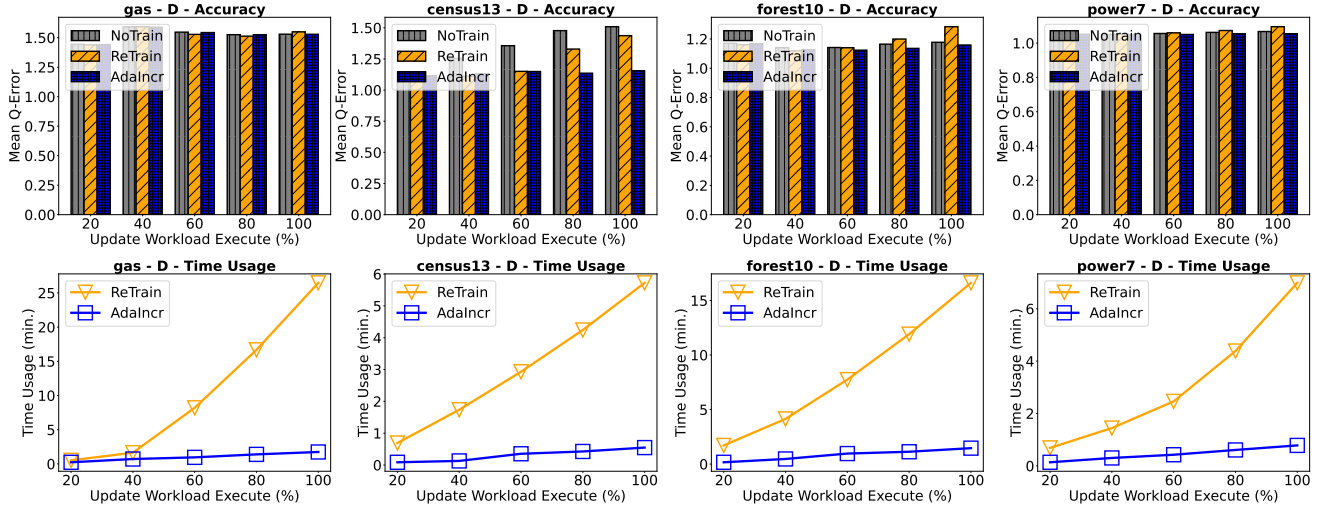 gas - D - Accuracy
Mean Q-Error
1.50
1.25
1.00
0.75
0.50
0.25
0.00
NoTrain
ReTrain
AdaIncr
20 40 60 80 100
Update Workload Execute (%)
census13 - D - Accuracy
Mean Q-Error
1.50
1.25
1.00
0.75
0.50
0.25
0.00
NoTrain
ReTrain
AdaIncr
20 40 60 80 100
Update Workload Execute (%)
forest10 - D - Accuracy
Mean Q-Error
1.2
1.0
0.8
0.6
0.4
0.2
0.0
NoTrain
ReTrain
AdaIncr
20 40 60 80 100
Update Workload Execute (%)
power7 - D - Accuracy
Mean Q-Error
1.0
0.8
0.6
0.4
0.2
0.0
NoTrain
ReTrain
AdaIncr
20 40 60 80 100
Update Workload Execute (%)
gas - D - Time Usage
Time Usage (min.)
25
20
15
10
5
0
ReTrain
AdaIncr
20 40 60 80 100
Update Workload Execute (%)
census13 - D - Time Usage
Time Usage (min.)
6
5
4
3
2
1
0
ReTrain
AdaIncr
20 40 60 80 100
Update Workload Execute (%)
forest10 - D - Time Usage
Time Usage (min.)
15
10
5
0
ReTrain
AdaIncr
20 40 60 80 100
Update Workload Execute (%)
power7 - D - Time Usage
Time Usage (min.)
6
4
2
0
ReTrain
AdaIncr
20 40 60 80 100
Update Workload Execute (%)